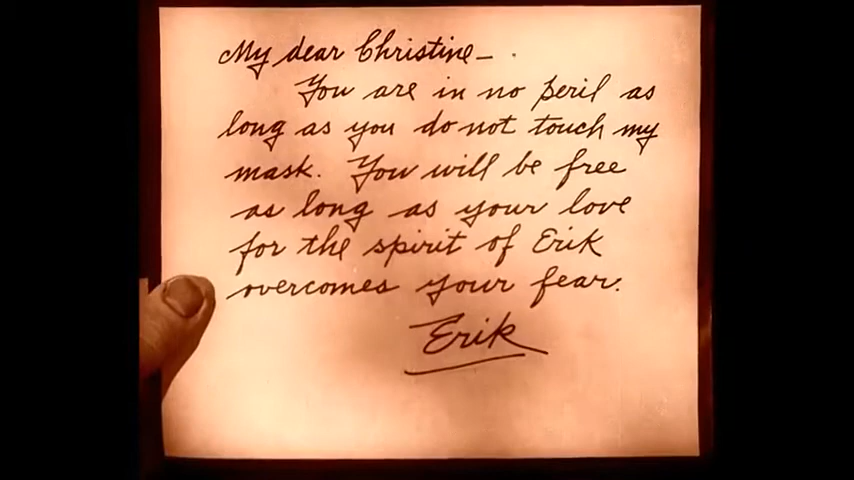 My dear Christine–
You are in no peril as
long as you do not touch my
mask. You will be free
as long as your love
for the spirit of Erik
overcomes your fear.
Erik